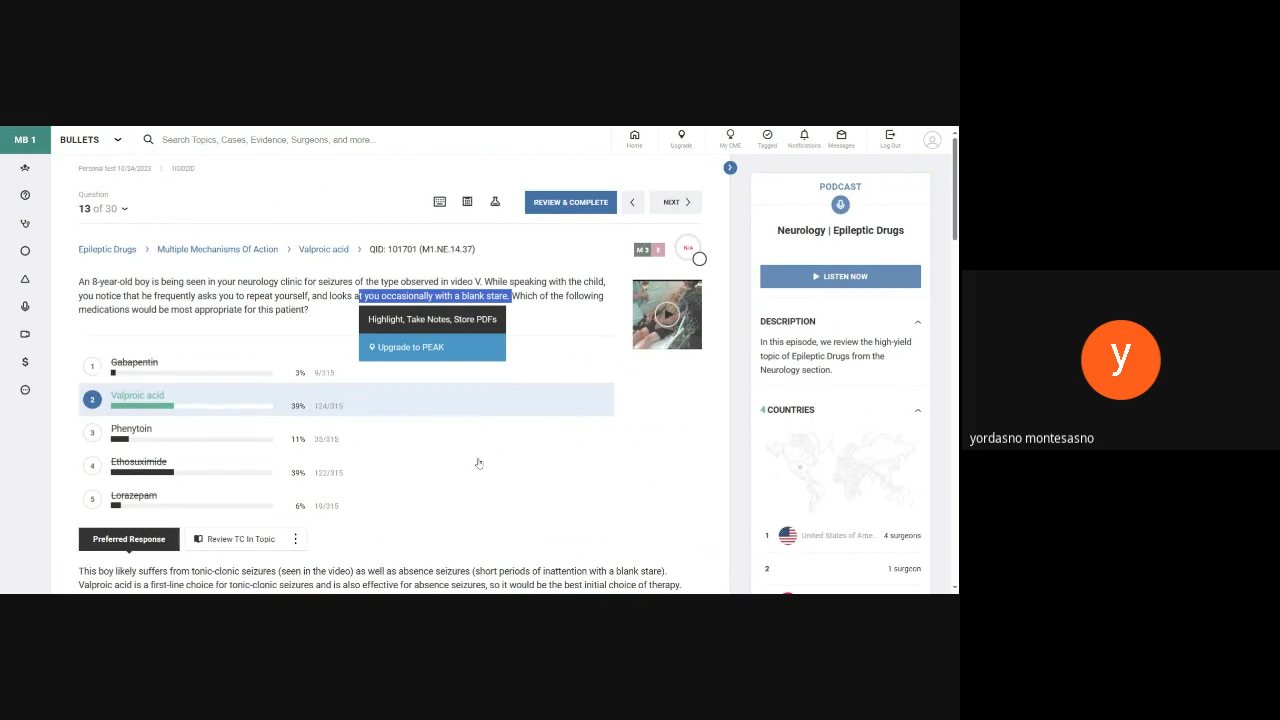 MB 1
BULLETS
Search Topics, Cases, Evidence, Surgeons, and more...
Home
Upgrade
My CME
Tagged
Notifications
Messages
Log Out
Personal test 10/24/2023
Question
13 of 30
REVIEW & COMPLETE
NEXT
Epileptic Drugs
Multiple Mechanisms Of Action
Valproic acid
QID: 101701 (M1.NE.14.37)
M 3
E
N/A
An 8-year-old boy is being seen in your neurology clinic for seizures of the type observed in video V. While speaking with the child,
you notice that he frequently asks you to repeat yourself, and looks at you occasionally with a blank stare. Which of the following
medications would be most appropriate for this patient?
Highlight, Take Notes, Store PDFs
Upgrade to PEAK
1
Gabapentin
3% 9/315
2
Valproic acid
39% 124/315
3
Phenytoin
11% 35/315
4
Ethosuximide
39% 122/315
5
Lorazepam
6% 19/315
Preferred Response
Review TC In Topic
This boy likely suffers from tonic-clonic seizures (seen in the video) as well as absence seizures (short periods of inattention with a blank stare).
Valproic acid is a first-line choice for tonic-clonic seizures and is also effective for absence seizures, so it would be the best initial choice of therapy.
PODCAST
Neurology | Epileptic Drugs
LISTEN NOW
DESCRIPTION
In this episode, we review the high-yield
topic of Epileptic Drugs from the
Neurology section.
4 COUNTRIES
1 United States of Ame... 4 surgeons
2 1 surgeon
y
yordasno montesasno